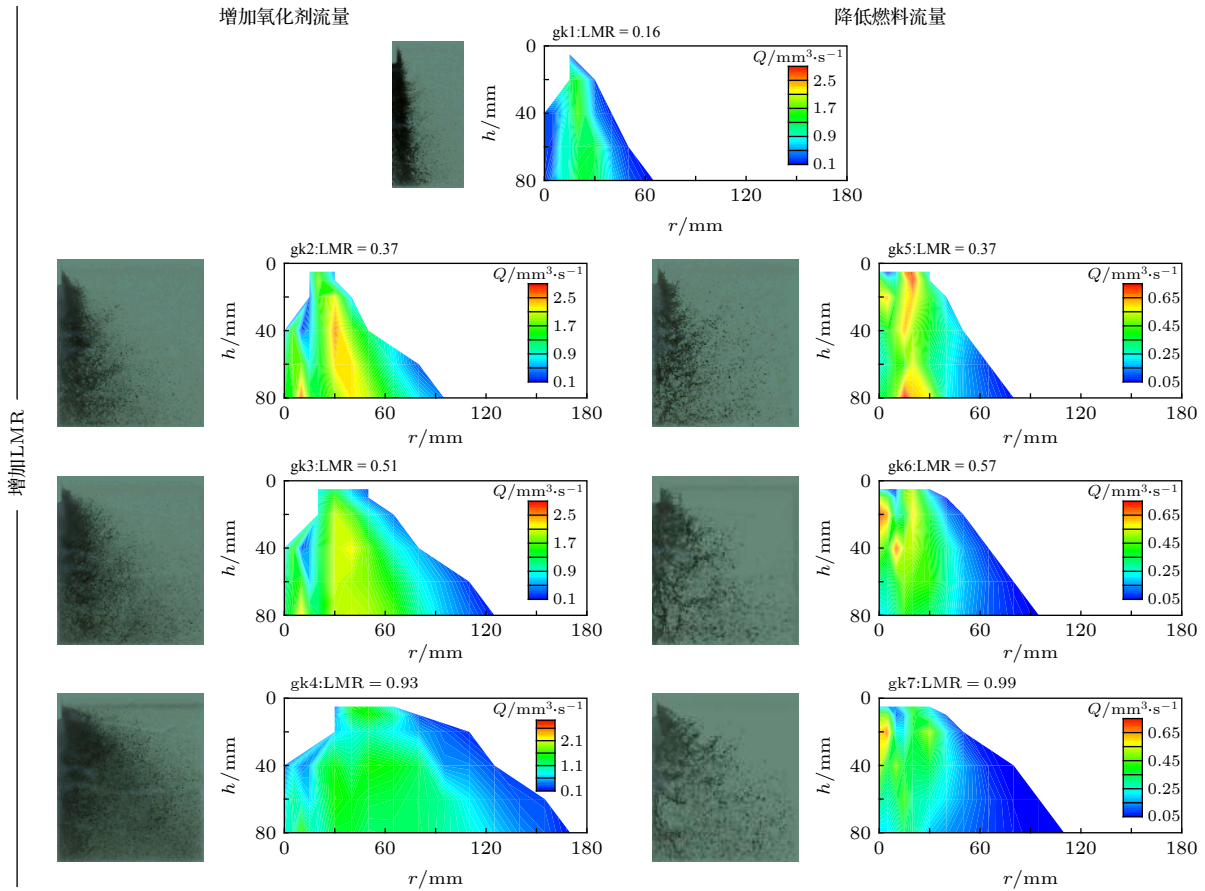 增加氧化剂流量
降低燃料流量
增加LMR
gk1:LMR = 0.16
Q/mm³·s⁻¹
2.5
1.7
0.9
0.1
h/mm
0
40
80
0
60
120
180
r/mm
gk2:LMR = 0.37
Q/mm³·s⁻¹
2.5
1.7
0.9
0.1
h/mm
0
40
80
0
60
120
180
r/mm
gk5:LMR = 0.37
Q/mm³·s⁻¹
0.65
0.45
0.25
0.05
h/mm
0
40
80
0
60
120
180
r/mm
gk3:LMR = 0.51
Q/mm³·s⁻¹
2.5
1.7
0.9
0.1
h/mm
0
40
80
0
60
120
180
r/mm
gk6:LMR = 0.57
Q/mm³·s⁻¹
0.65
0.45
0.25
0.05
h/mm
0
40
80
0
60
120
180
r/mm
gk4:LMR = 0.93
Q/mm³·s⁻¹
2.1
1.1
0.1
h/mm
0
40
80
0
60
120
180
r/mm
gk7:LMR = 0.99
Q/mm³·s⁻¹
0.65
0.45
0.25
0.05
h/mm
0
40
80
0
60
120
180
r/mm